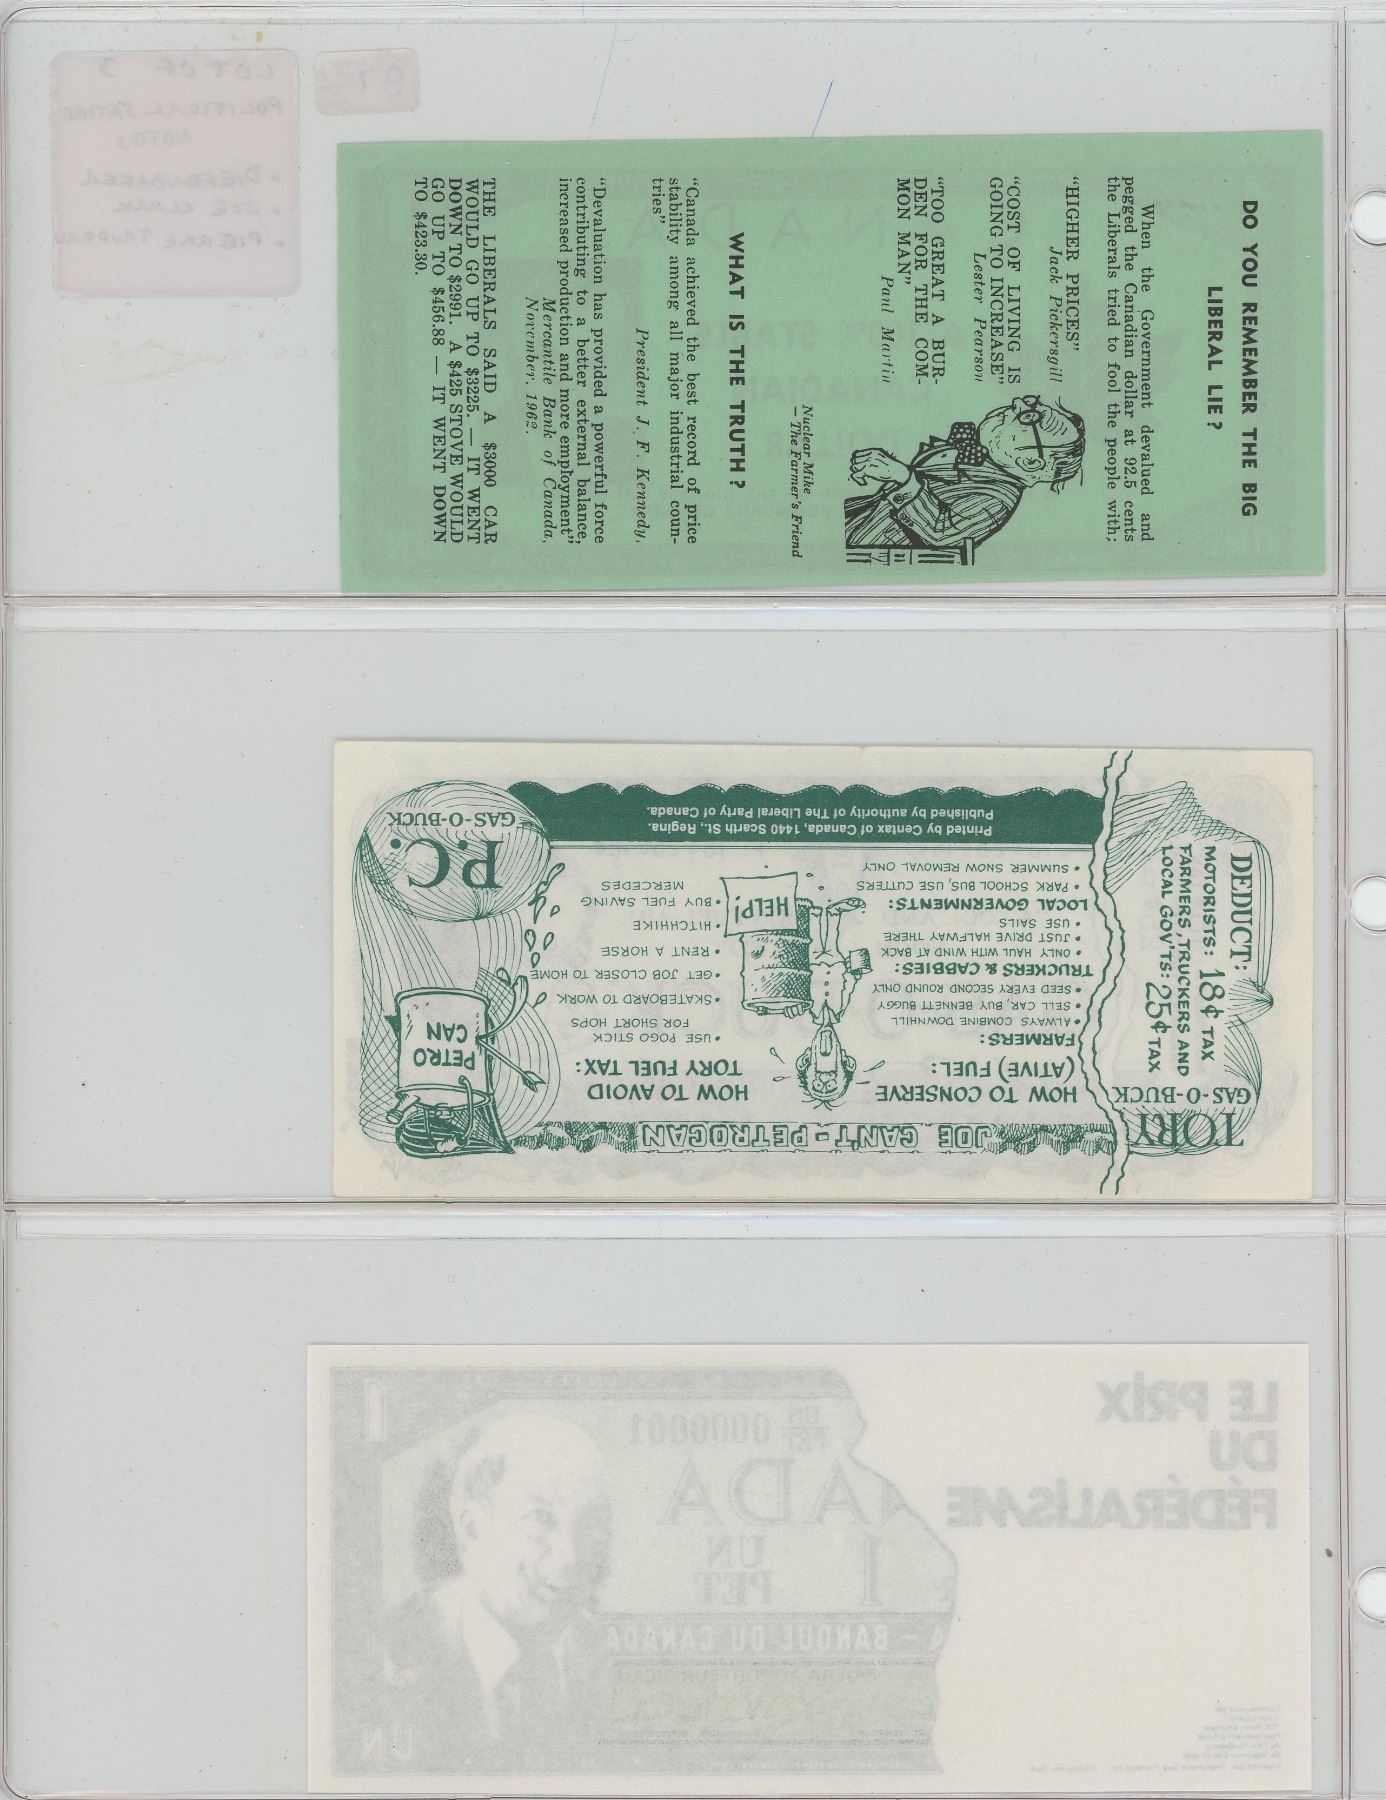 LOT OF 3
POLITICAL SATIRE
NOTES
• DIEFENBAKER
• JOE CLARK
• PIERRE TRUDEAU
87
DO YOU REMEMBER THE BIG
LIBERAL LIE?
When the Government devalued and
pegged the Canadian dollar at 92.5 cents
the Liberals tried to fool the people with;
"HIGHER PRICES"
Jack Pickersgill
"COST OF LIVING IS
GOING TO INCREASE"
Lester Pearson
"TOO GREAT A BUR-
DEN FOR THE COM-
MON MAN"
Paul Martin
Nuclear Mike
— The Farmer's Friend
WHAT IS THE TRUTH?
"Canada achieved the best record of price
stability among all major industrial coun-
tries"
President J. F. Kennedy,
"Devaluation has provided a powerful force
contributing to a better external balance,
increased production and more employment"
Mercantile Bank of Canada,
November, 1962.
THE LIBERALS SAID A $3000 CAR
WOULD GO UP TO $3225. — IT WENT
DOWN TO $2991. A $425 STOVE WOULD
GO UP TO $456.88 — IT WENT DOWN
TO $423.30.
TORY
GAS-O-BUCK
DEDUCT:
MOTORISTS: 18¢ TAX
FARMERS, TRUCKERS AND
LOCAL GOV'TS: 25¢ TAX
JOE CAN'T-PETROCAN
HOW TO CONSERVE
(ATIVE) FUEL:
FARMERS:
• ALWAYS COMBINE DOWNHILL
• SELL CAR, BUY BENNETT BUGGY
• SEED EVERY SECOND ROUND ONLY
TRUCKERS & CABBIES:
• ONLY HAUL WITH WIND AT BACK
• JUST DRIVE HALFWAY THERE
• USE SAILS
LOCAL GOVERNMENTS:
• PARK SCHOOL BUS, USE CUTTERS
• SUMMER SNOW REMOVAL ONLY
HELP!
HOW TO AVOID
TORY FUEL TAX:
• USE POGO STICK
FOR SHORT HOPS
• SKATEBOARD TO WORK
• GET JOB CLOSER TO HOME
• RENT A HORSE
• HITCHHIKE
• BUY FUEL SAVING
MERCEDES
PETRO
CAN
P.C.
GAS-O-BUCK
Printed by Centax of Canada, 1440 Scarth St., Regina.
Published by authority of The Liberal Party of Canada.
LE PRIX
DU
FÉDÉRALISME
1
UN
PET
0000001
ADA
UN
PET
1
A – BANQUE DU CANADA
UN